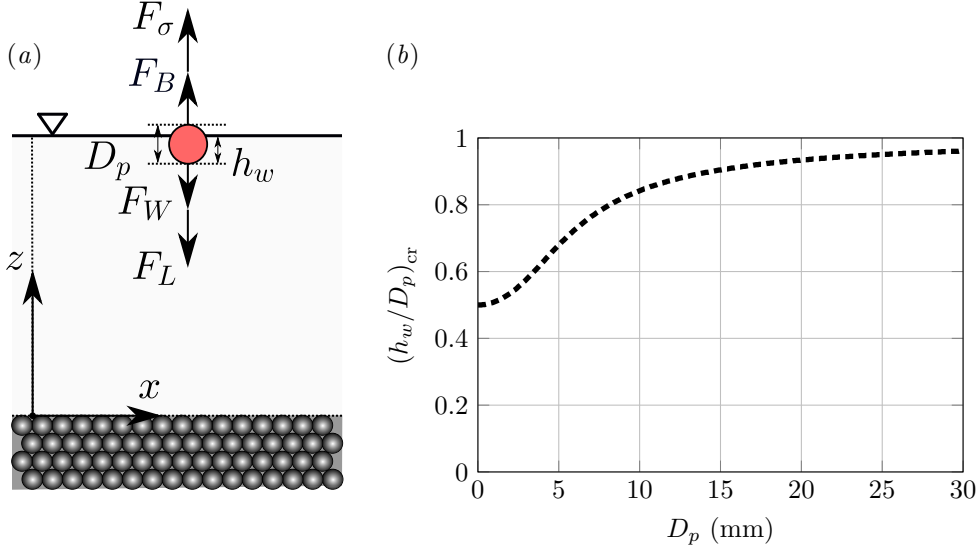 (a)
F_σ
F_B
D_p
h_w
F_W
F_L
z
x
(b)
(h_w/D_p)_cr
1
0.8
0.6
0.4
0.2
0
0 5 10 15 20 25 30
D_p (mm)